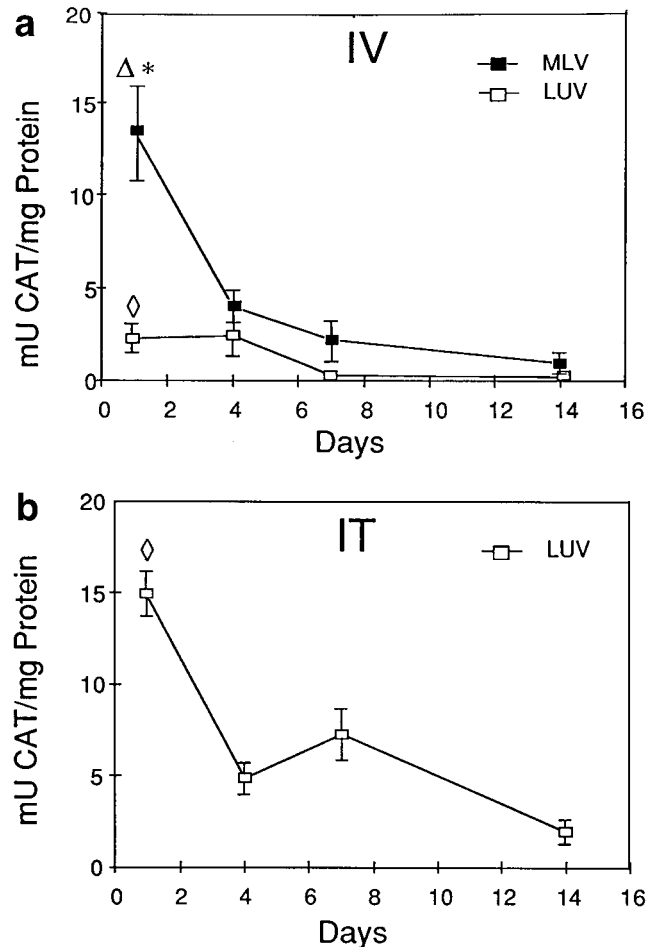 a
IV
MLV
LUV
Δ *
◊
20
15
10
5
0
mU CAT/mg Protein
0 2 4 6 8 10 12 14 16
Days
b
IT
LUV
◊
20
15
10
5
0
mU CAT/mg Protein
0 2 4 6 8 10 12 14 16
Days